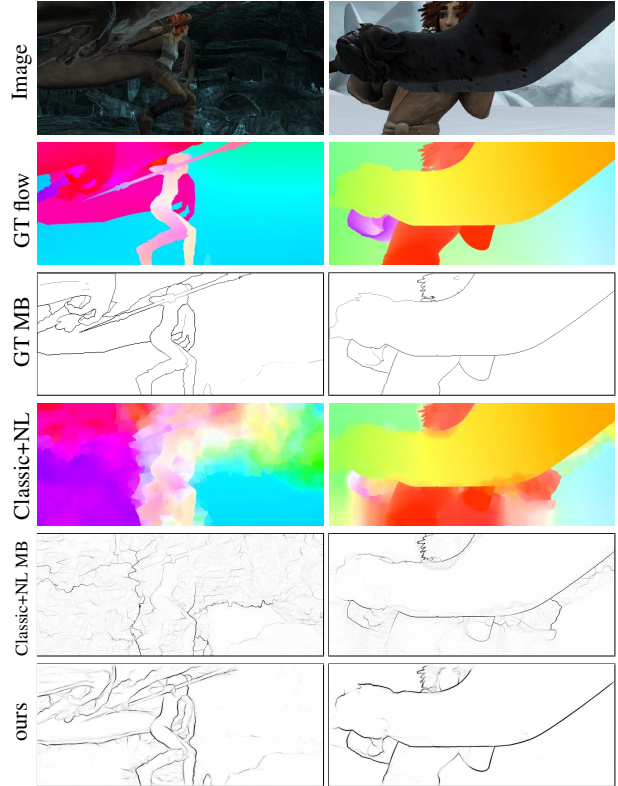 Image
GT flow
GT MB
Classic+NL
Classic+NL MB
ours